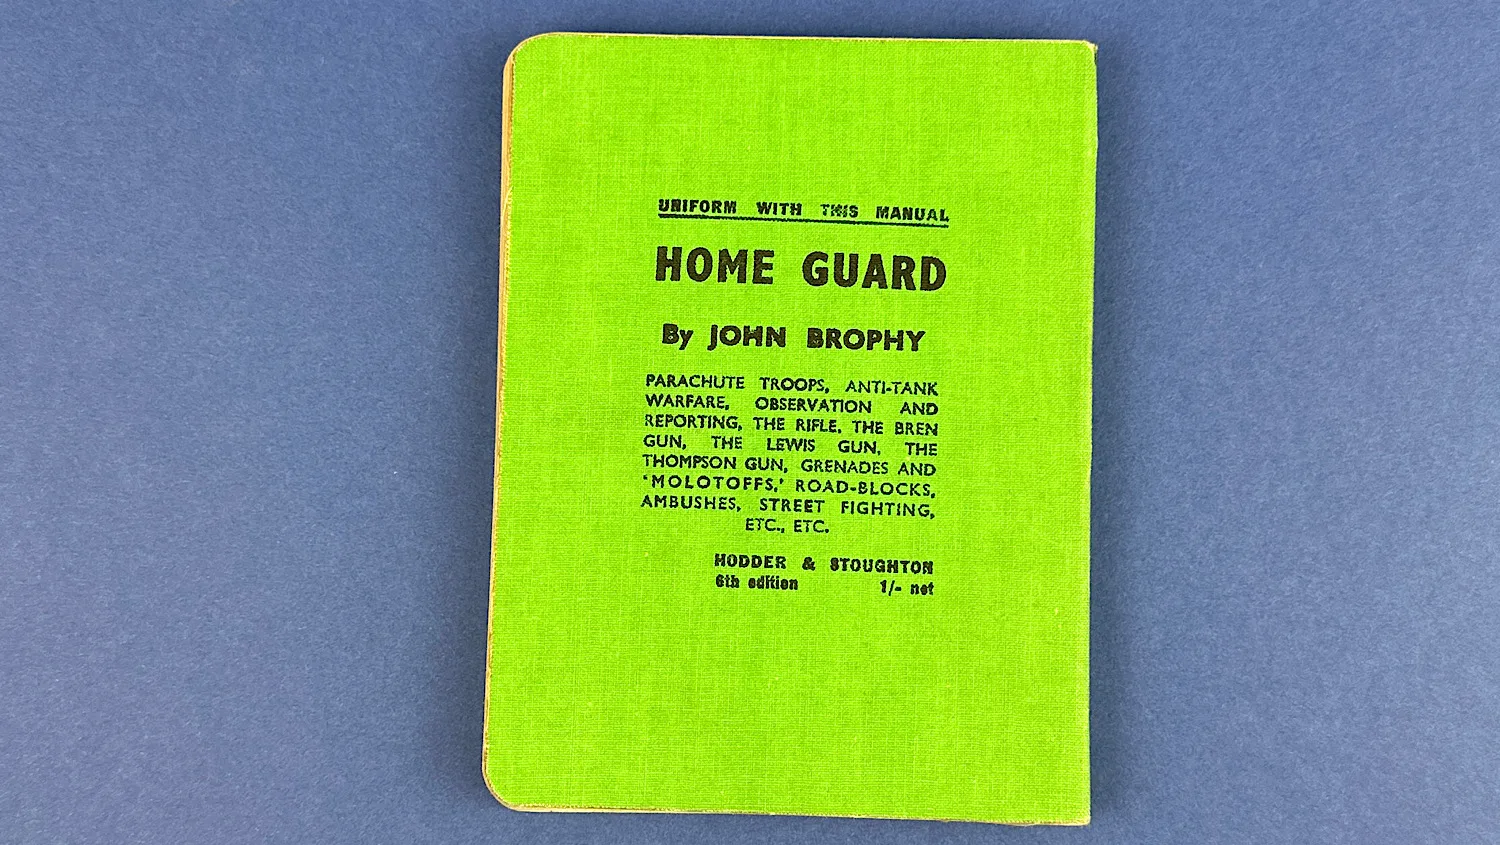 UNIFORM WITH THIS MANUAL
HOME GUARD
By JOHN BROPHY
PARACHUTE TROOPS, ANTI-TANK
WARFARE, OBSERVATION AND
REPORTING, THE RIFLE, THE BREN
GUN, THE LEWIS GUN, THE
THOMPSON GUN, GRENADES AND
‘MOLOTOFFS,’ ROAD-BLOCKS,
AMBUSHES, STREET FIGHTING,
ETC., ETC.
HODDER & STOUGHTON
6th edition 1/- net